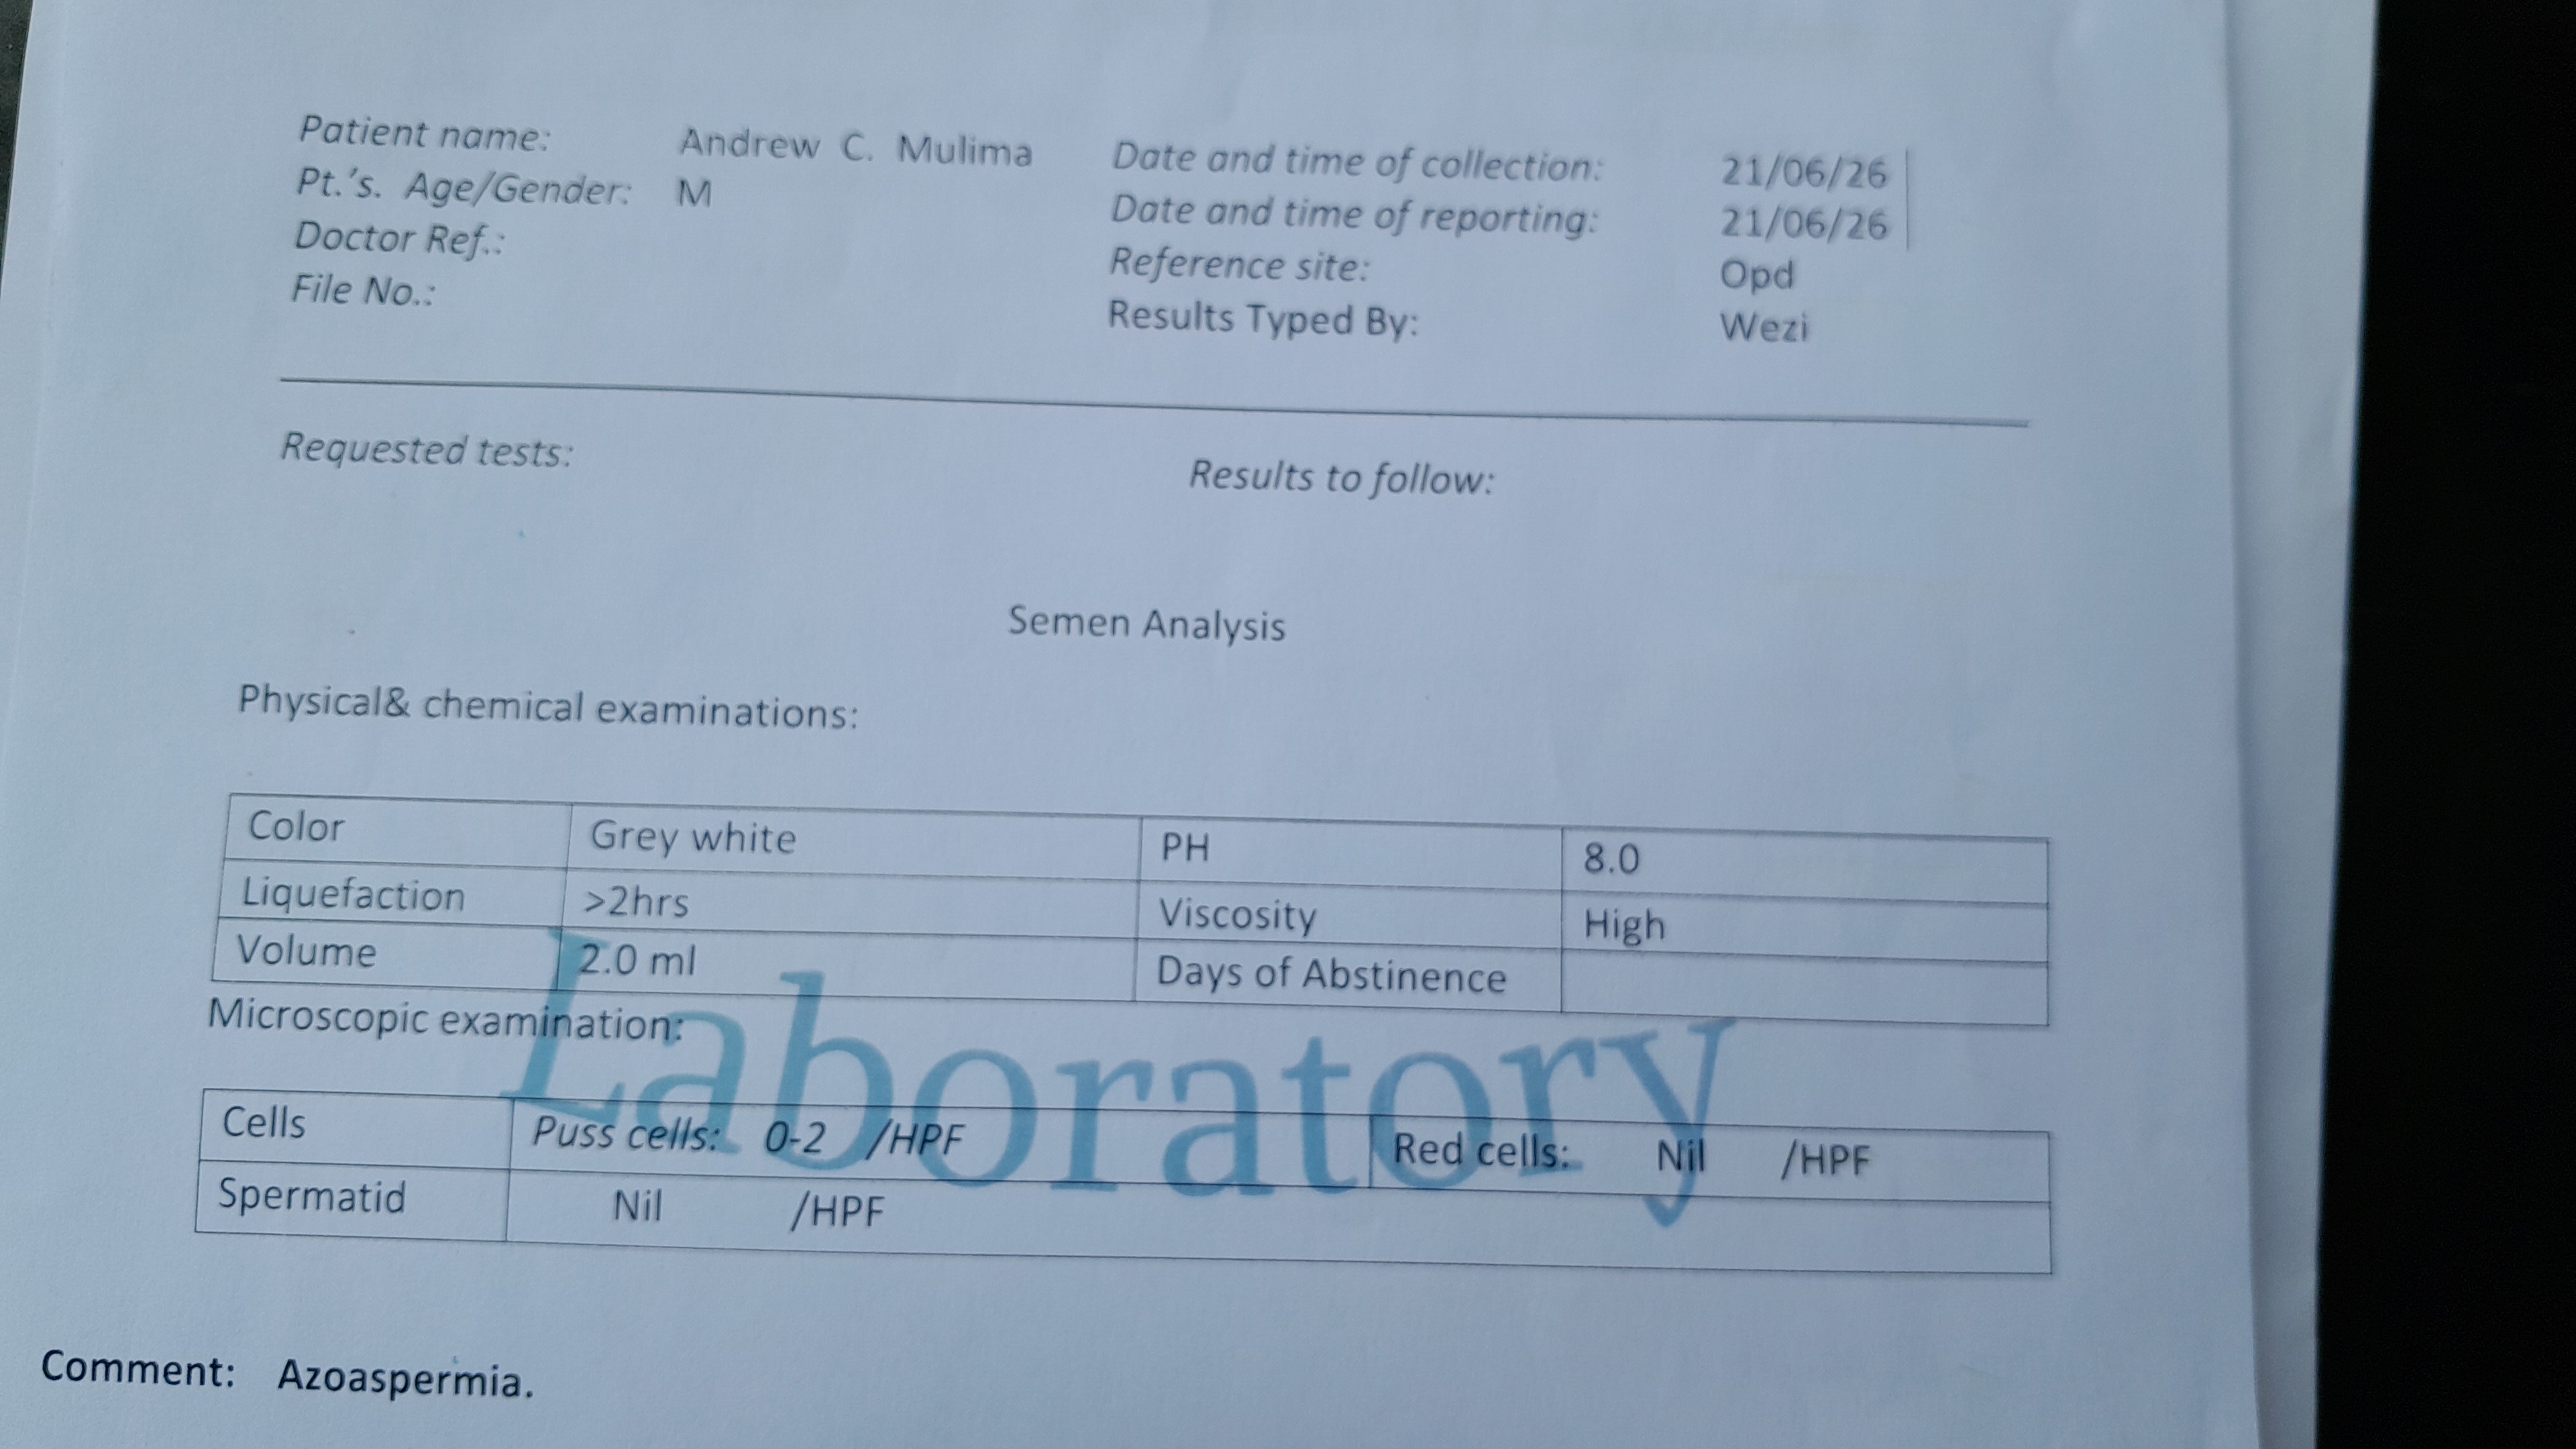 Patient name: Andrew C. Mulima Date and time of collection: 21/06/26
Pt.'s. Age/Gender: M Date and time of reporting: 21/06/26
Doctor Ref.: Reference site: Opd
File No.: Results Typed By: Wezi
Requested tests: Results to follow:
Semen Analysis
Physical& chemical examinations:
Color Grey white PH 8.0
Liquefaction >2hrs Viscosity High
Volume 2.0 ml Days of Abstinence
Microscopic examination:
Laboratory
Cells Puss cells: 0-2 /HPF Red cells: Nil /HPF
Spermatid Nil /HPF
Comment: Azoaspermia.